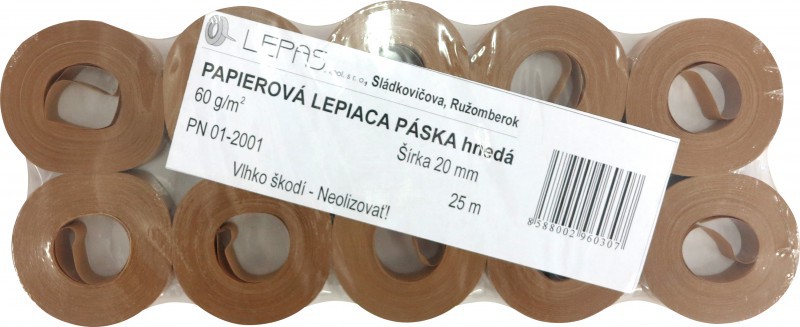 LEPAS, spol. s r. o., Sládkovičova, Ružomberok
PAPIEROVÁ LEPIACA PÁSKA hnedá
60 g/m²
Šírka 20 mm
PN 01-2001
25 m
Vlhko škodí - Neolizovať!
8588002960307